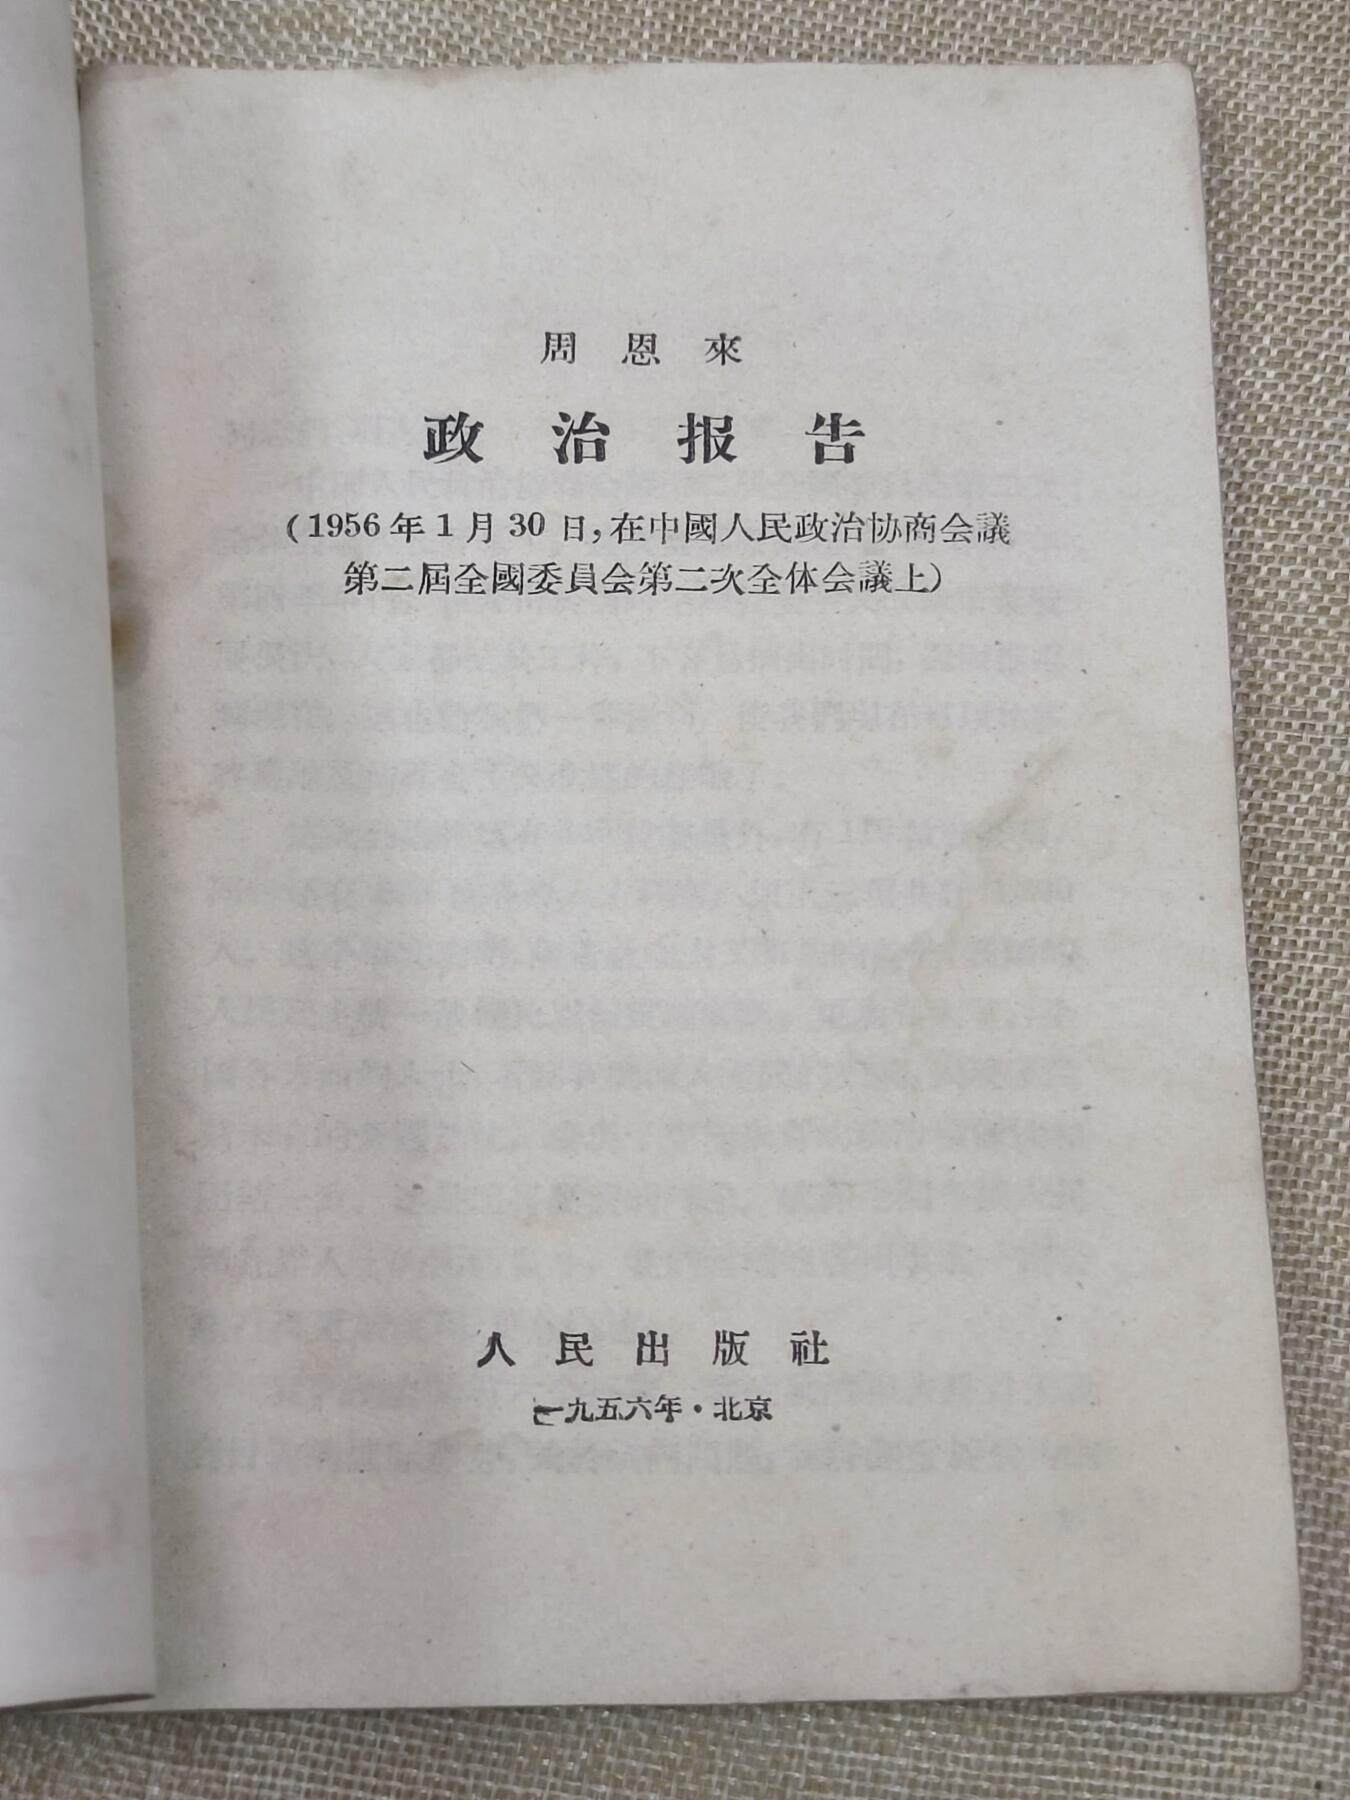 周恩來
政治报告
(1956年1月30日,在中國人民政治协商会議
第二屆全國委員会第二次全体会議上)
人民出版社
一九五六年·北京